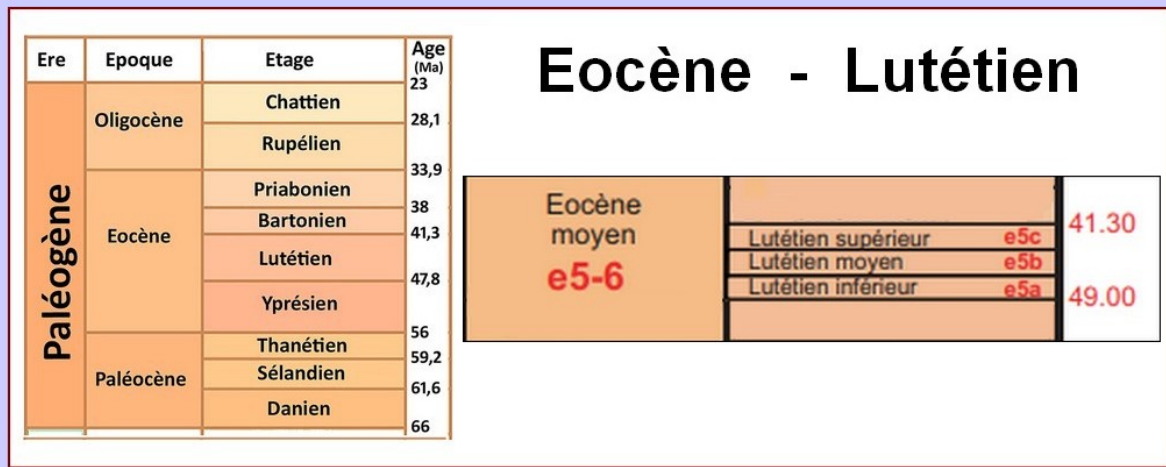 Ere Epoque Etage Age
(Ma)
23
Chattien
Oligocène
28,1
Rupélien
33,9
Priabonien
38
Bartonien
Eocène
41,3
Lutétien
47,8
Yprésien
56
Thanétien
59,2
Paléocène
Sélandien
61,6
Danien
66
Paléogène
Eocène - Lutétien
Eocène
moyen
e5-6
Lutétien supérieur e5c
Lutétien moyen e5b
Lutétien inférieur e5a
41.30
49.00